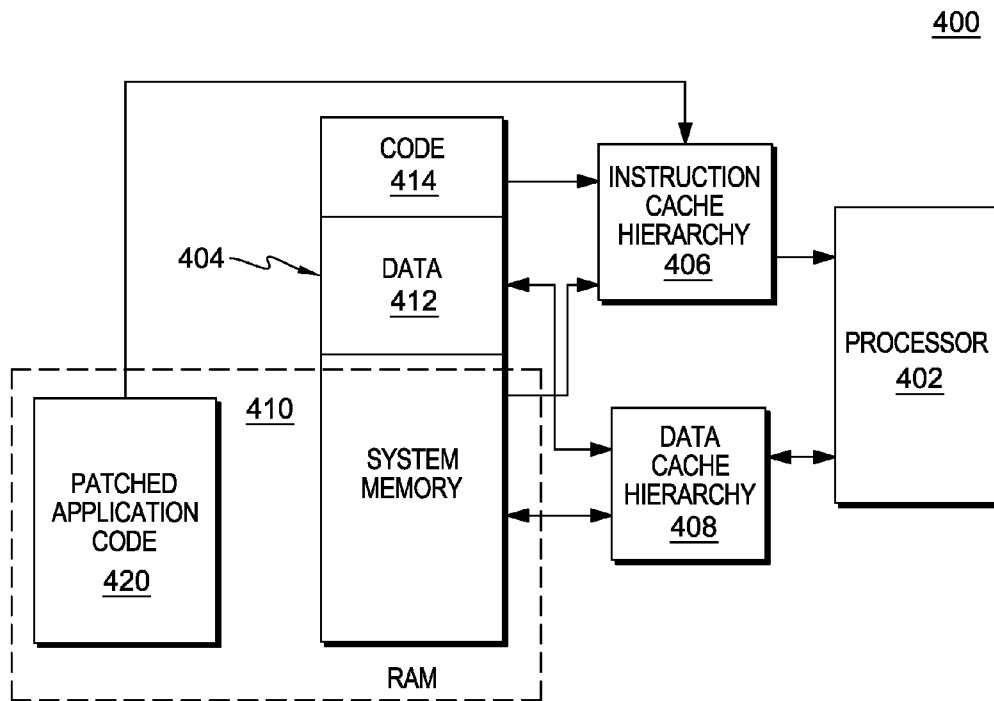 400
CODE
414
INSTRUCTION
CACHE
HIERARCHY
406
404
DATA
412
PROCESSOR
402
410
PATCHED
APPLICATION
CODE
420
SYSTEM
MEMORY
DATA
CACHE
HIERARCHY
408
RAM